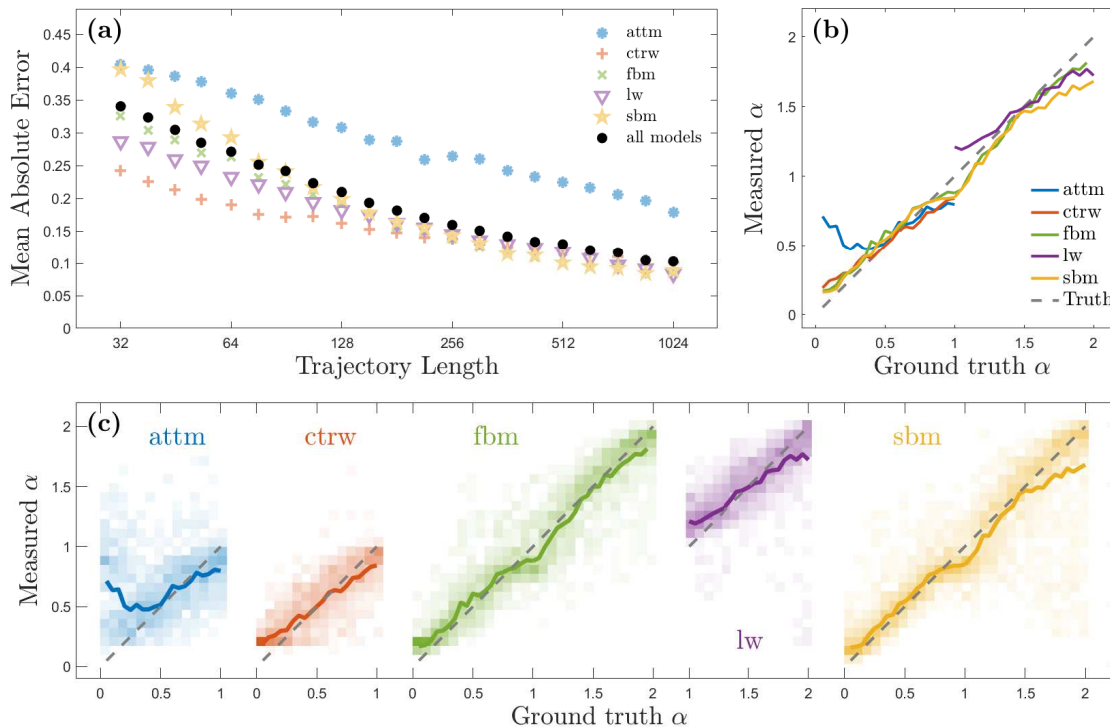 (a)
Mean Absolute Error
0.45
0.4
0.35
0.3
0.25
0.2
0.15
0.1
0.05
0
32
64
128
256
512
1024
Trajectory Length
attm
ctrw
fbm
lw
sbm
all models
(b)
Measured α
2
1.5
1
0.5
0
0
0.5
1
1.5
2
Ground truth α
attm
ctrw
fbm
lw
sbm
Truth
(c)
Measured α
2
1.5
1
0.5
0
attm
ctrw
fbm
lw
sbm
0
0.5
1
0
0.5
1
0
0.5
1
1.5
2
1
1.5
2
0
0.5
1
1.5
2
Ground truth α